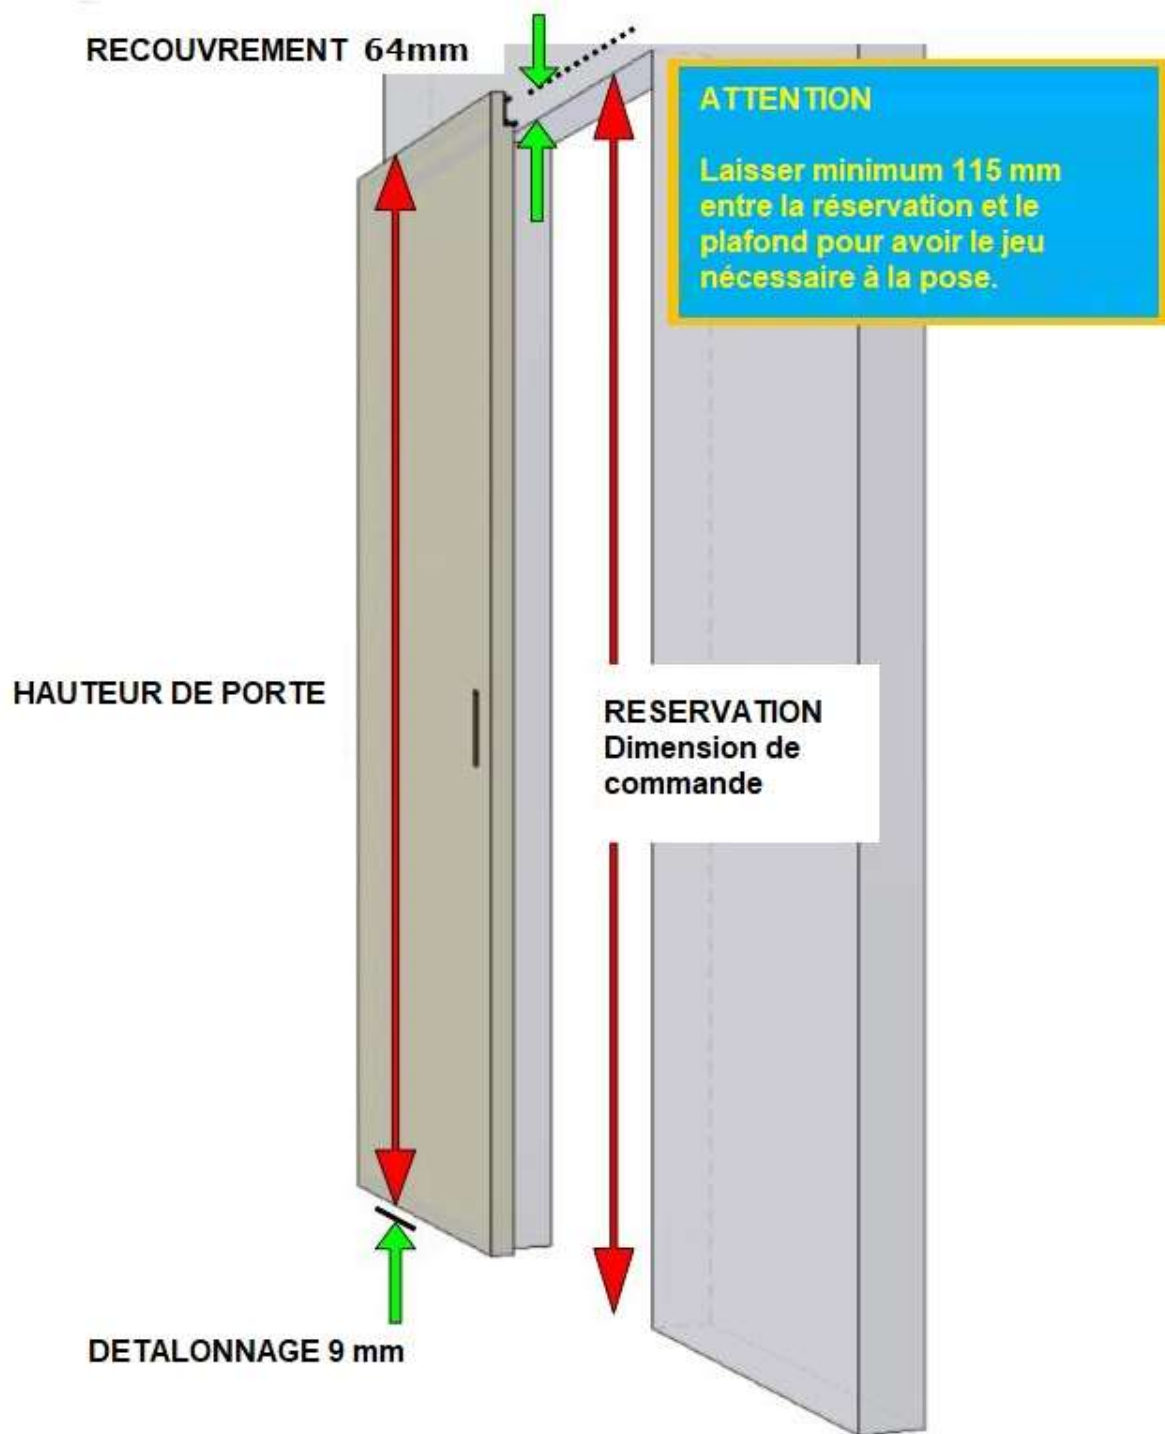 RECOUVREMENT 64mm
ATTENTION
Laisser minimum 115 mm
entre la réservation et le
plafond pour avoir le jeu
nécessaire à la pose.
HAUTEUR DE PORTE
RESERVATION
Dimension de
commande
DETALONNAGE 9 mm